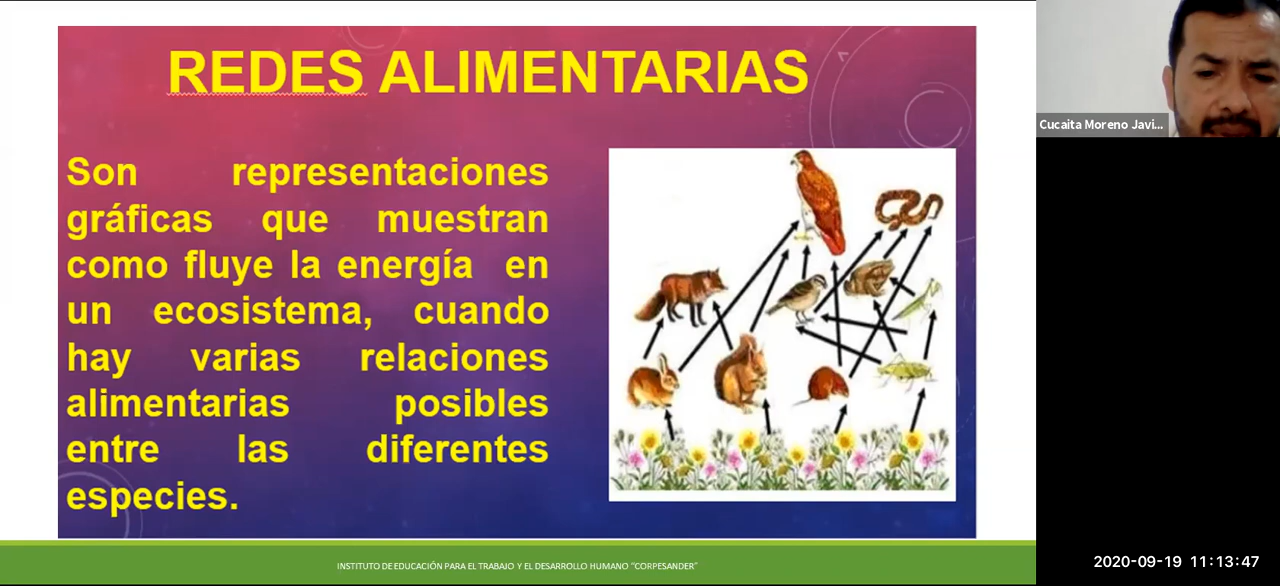 REDES ALIMENTARIAS
Son representaciones
gráficas que muestran
como fluye la energía en
un ecosistema, cuando
hay varias relaciones
alimentarias posibles
entre las diferentes
especies.
INSTITUTO DE EDUCACIÓN PARA EL TRABAJO Y EL DESARROLLO HUMANO “CORPESANDER”
Cucaita Moreno Javi...
2020-09-19 11:13:47